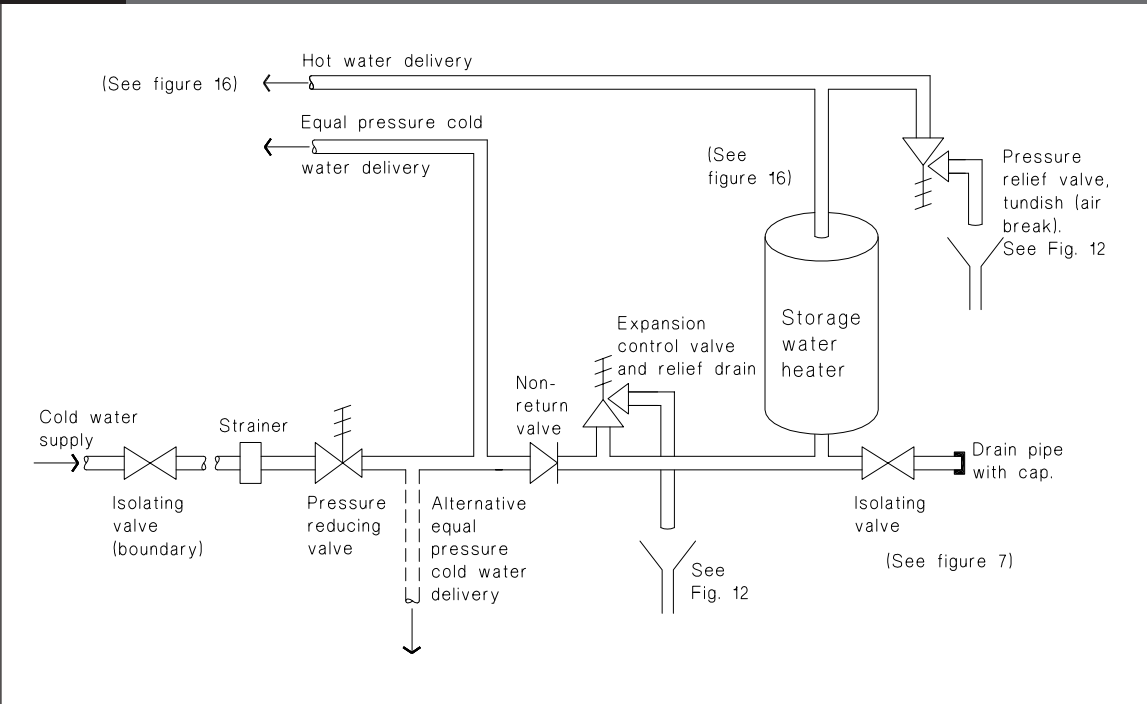 Hot water delivery
(See figure 16)
Equal pressure cold
water delivery
(See
figure 16)
Pressure
relief valve,
tundish (air
break).
See Fig. 12
Storage
water
heater
Expansion
control valve
and relief drain
Non-
return
valve
Cold water
supply
Strainer
Drain pipe
with cap.
Isolating
valve
(boundary)
Pressure
reducing
valve
Alternative
equal
pressure
cold water
delivery
Isolating
valve
(See figure 7)
See
Fig. 12